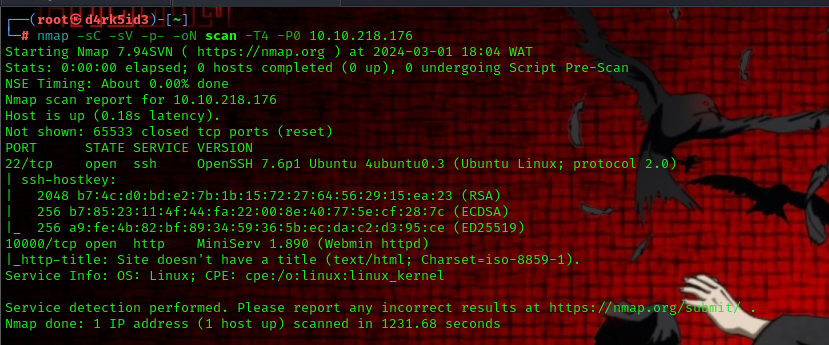 ┌──(root㉿d4rk5id3)-[~]
└─# nmap -sC -sV -p- -oN scan -T4 -P0 10.10.218.176
Starting Nmap 7.94SVN ( https://nmap.org ) at 2024-03-01 18:04 WAT
Stats: 0:00:00 elapsed; 0 hosts completed (0 up), 0 undergoing Script Pre-Scan
NSE Timing: About 0.00% done
Nmap scan report for 10.10.218.176
Host is up (0.18s latency).
Not shown: 65533 closed tcp ports (reset)
PORT      STATE SERVICE VERSION
22/tcp    open  ssh     OpenSSH 7.6p1 Ubuntu 4ubuntu0.3 (Ubuntu Linux; protocol 2.0)
| ssh-hostkey:
|   2048 b7:4c:d0:bd:e2:7b:1b:15:72:27:64:56:29:15:ea:23 (RSA)
|   256 b7:85:23:11:4f:44:fa:22:00:8e:40:77:5e:cf:28:7c (ECDSA)
|_  256 a9:fe:4b:82:bf:89:34:59:36:5b:ec:da:c2:d3:95:ce (ED25519)
10000/tcp open  http    MiniServ 1.890 (Webmin httpd)
|_http-title: Site doesn't have a title (text/html; Charset=iso-8859-1).
Service Info: OS: Linux; CPE: cpe:/o:linux:linux_kernel
Service detection performed. Please report any incorrect results at https://nmap.org/submit/ .
Nmap done: 1 IP address (1 host up) scanned in 1231.68 seconds